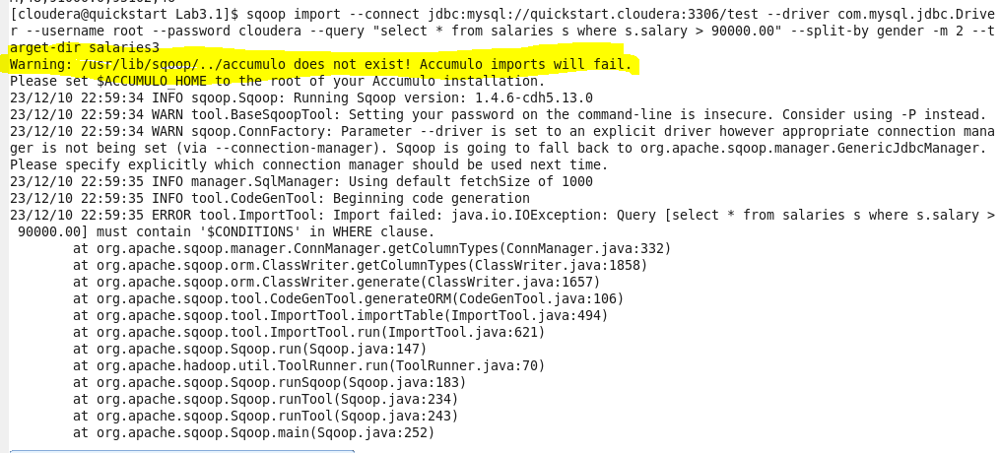 [cloudera@quickstart Lab3.1]$ sqoop import --connect jdbc:mysql://quickstart.cloudera:3306/test --driver com.mysql.jdbc.Drive
r --username root --password cloudera --query "select * from salaries s where s.salary > 90000.00" --split-by gender -m 2 --t
arget-dir salaries3
Warning: /usr/lib/sqoop/../accumulo does not exist! Accumulo imports will fail.
Please set $ACCUMULO_HOME to the root of your Accumulo installation.
23/12/10 22:59:34 INFO sqoop.Sqoop: Running Sqoop version: 1.4.6-cdh5.13.0
23/12/10 22:59:34 WARN tool.BaseSqoopTool: Setting your password on the command-line is insecure. Consider using -P instead.
23/12/10 22:59:34 WARN sqoop.ConnFactory: Parameter --driver is set to an explicit driver however appropriate connection mana
ger is not being set (via --connection-manager). Sqoop is going to fall back to org.apache.sqoop.manager.GenericJdbcManager.
Please specify explicitly which connection manager should be used next time.
23/12/10 22:59:35 INFO manager.SqlManager: Using default fetchSize of 1000
23/12/10 22:59:35 INFO tool.CodeGenTool: Beginning code generation
23/12/10 22:59:35 ERROR tool.ImportTool: Import failed: java.io.IOException: Query [select * from salaries s where s.salary >
 90000.00] must contain '$CONDITIONS' in WHERE clause.
        at org.apache.sqoop.manager.ConnManager.getColumnTypes(ConnManager.java:332)
        at org.apache.sqoop.orm.ClassWriter.getColumnTypes(ClassWriter.java:1858)
        at org.apache.sqoop.orm.ClassWriter.generate(ClassWriter.java:1657)
        at org.apache.sqoop.tool.CodeGenTool.generateORM(CodeGenTool.java:106)
        at org.apache.sqoop.tool.ImportTool.importTable(ImportTool.java:494)
        at org.apache.sqoop.tool.ImportTool.run(ImportTool.java:621)
        at org.apache.sqoop.Sqoop.run(Sqoop.java:147)
        at org.apache.hadoop.util.ToolRunner.run(ToolRunner.java:70)
        at org.apache.sqoop.Sqoop.runSqoop(Sqoop.java:183)
        at org.apache.sqoop.Sqoop.runTool(Sqoop.java:234)
        at org.apache.sqoop.Sqoop.runTool(Sqoop.java:243)
        at org.apache.sqoop.Sqoop.main(Sqoop.java:252)